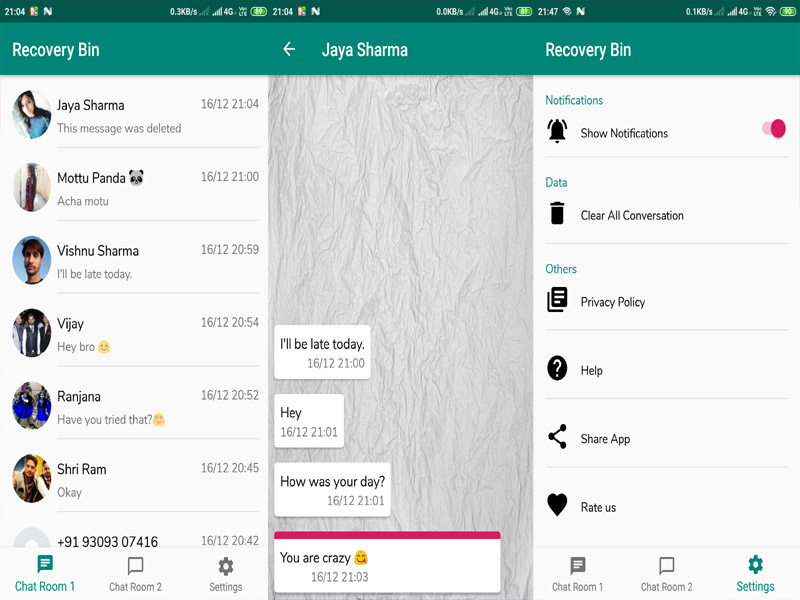 21:04
0.3KB/s 4G VoLTE 89
Recovery Bin
Jaya Sharma 16/12 21:04
This message was deleted
Mottu Panda 🐼 16/12 21:00
Acha motu
Vishnu Sharma 16/12 20:59
I'll be late today.
Vijay 16/12 20:54
Hey bro 😊
Ranjana 16/12 20:52
Have you tried that?😍
Shri Ram 16/12 20:45
Okay
+91 93093 07416 16/12 20:42
Chat Room 1 Chat Room 2 Settings
21:04
0.0KB/s 4G VoLTE 89
Jaya Sharma
I'll be late today.
16/12 21:00
Hey
16/12 21:01
How was your day?
16/12 21:01
You are crazy 😋
16/12 21:03
21:47
0.1KB/s 4G VoLTE 90
Recovery Bin
Notifications
Show Notifications
Data
Clear All Conversation
Others
Privacy Policy
Help
Share App
Rate us
Chat Room 1 Chat Room 2 Settings